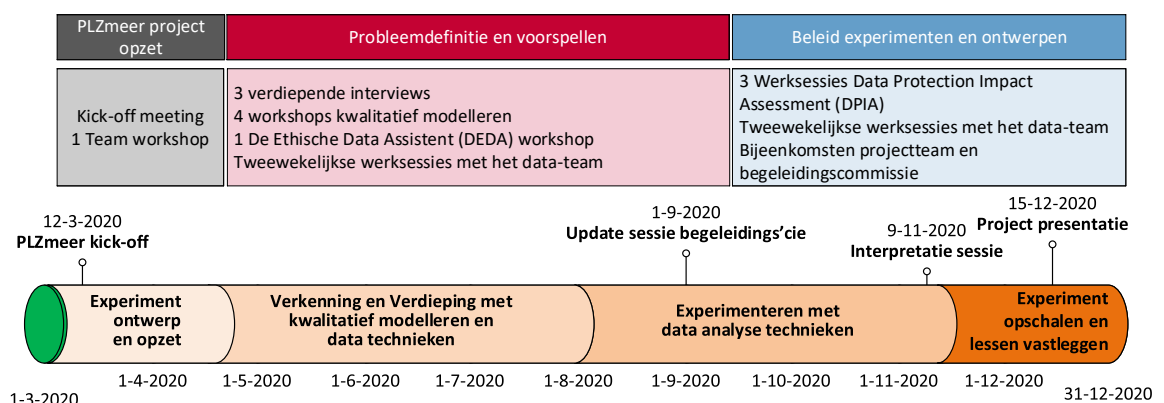 PLZmeer project
opzet
Probleemdefinitie en voorspellen
Beleid experimenten en ontwerpen
Kick-off meeting
1 Team workshop
3 verdiepende interviews
4 workshops kwalitatief modelleren
1 De Ethische Data Assistent (DEDA) workshop
Tweewekelijkse werksessies met het data-team
3 Werksessies Data Protection Impact
Assessment (DPIA)
Tweewekelijkse werksessies met het data-team
Bijeenkomsten projectteam en
begeleidingscommissie
12-3-2020
PLZmeer kick-off
1-9-2020
Update sessie begeleidings'cie
9-11-2020
Interpretatie sessie
15-12-2020
Project presentatie
Experiment
ontwerp
en opzet
Verkenning en Verdieping met
kwalitatief modelleren en
data technieken
Experimenteren met
data analyse technieken
Experiment
opschalen en
lessen vastleggen
1-3-2020
1-4-2020
1-5-2020
1-6-2020
1-7-2020
1-8-2020
1-9-2020
1-10-2020
1-11-2020
1-12-2020
31-12-2020